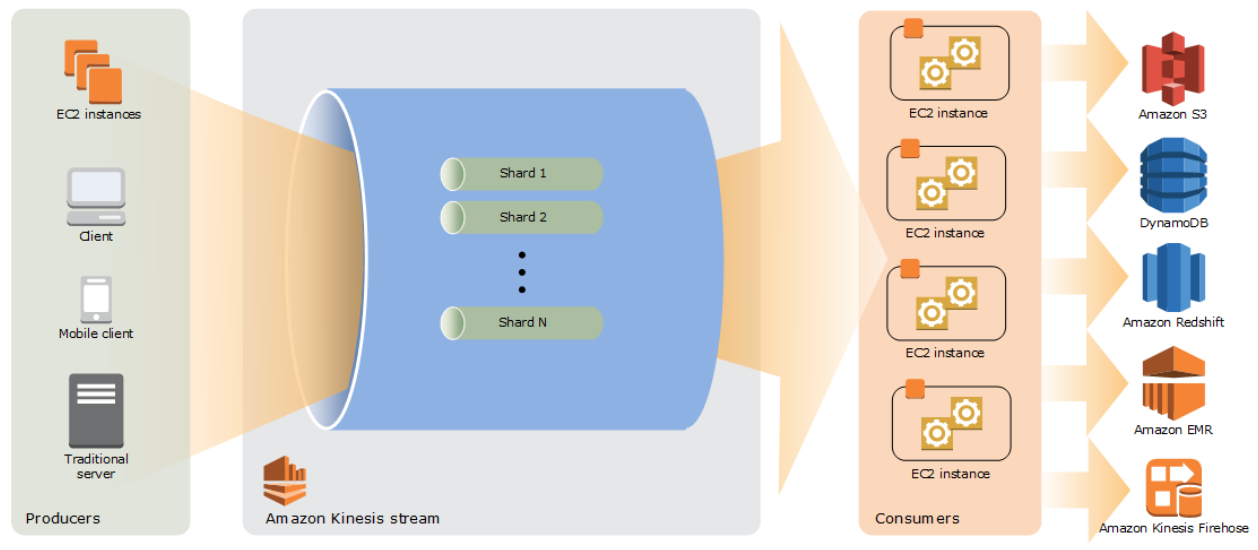 EC2 instances
Client
Mobile client
Traditional
server
Producers
Shard 1
Shard 2
Shard N
Amazon Kinesis stream
EC2 instance
EC2 instance
EC2 instance
EC2 instance
Consumers
Amazon S3
DynamoDB
Amazon Redshift
Amazon EMR
Amazon Kinesis Firehose